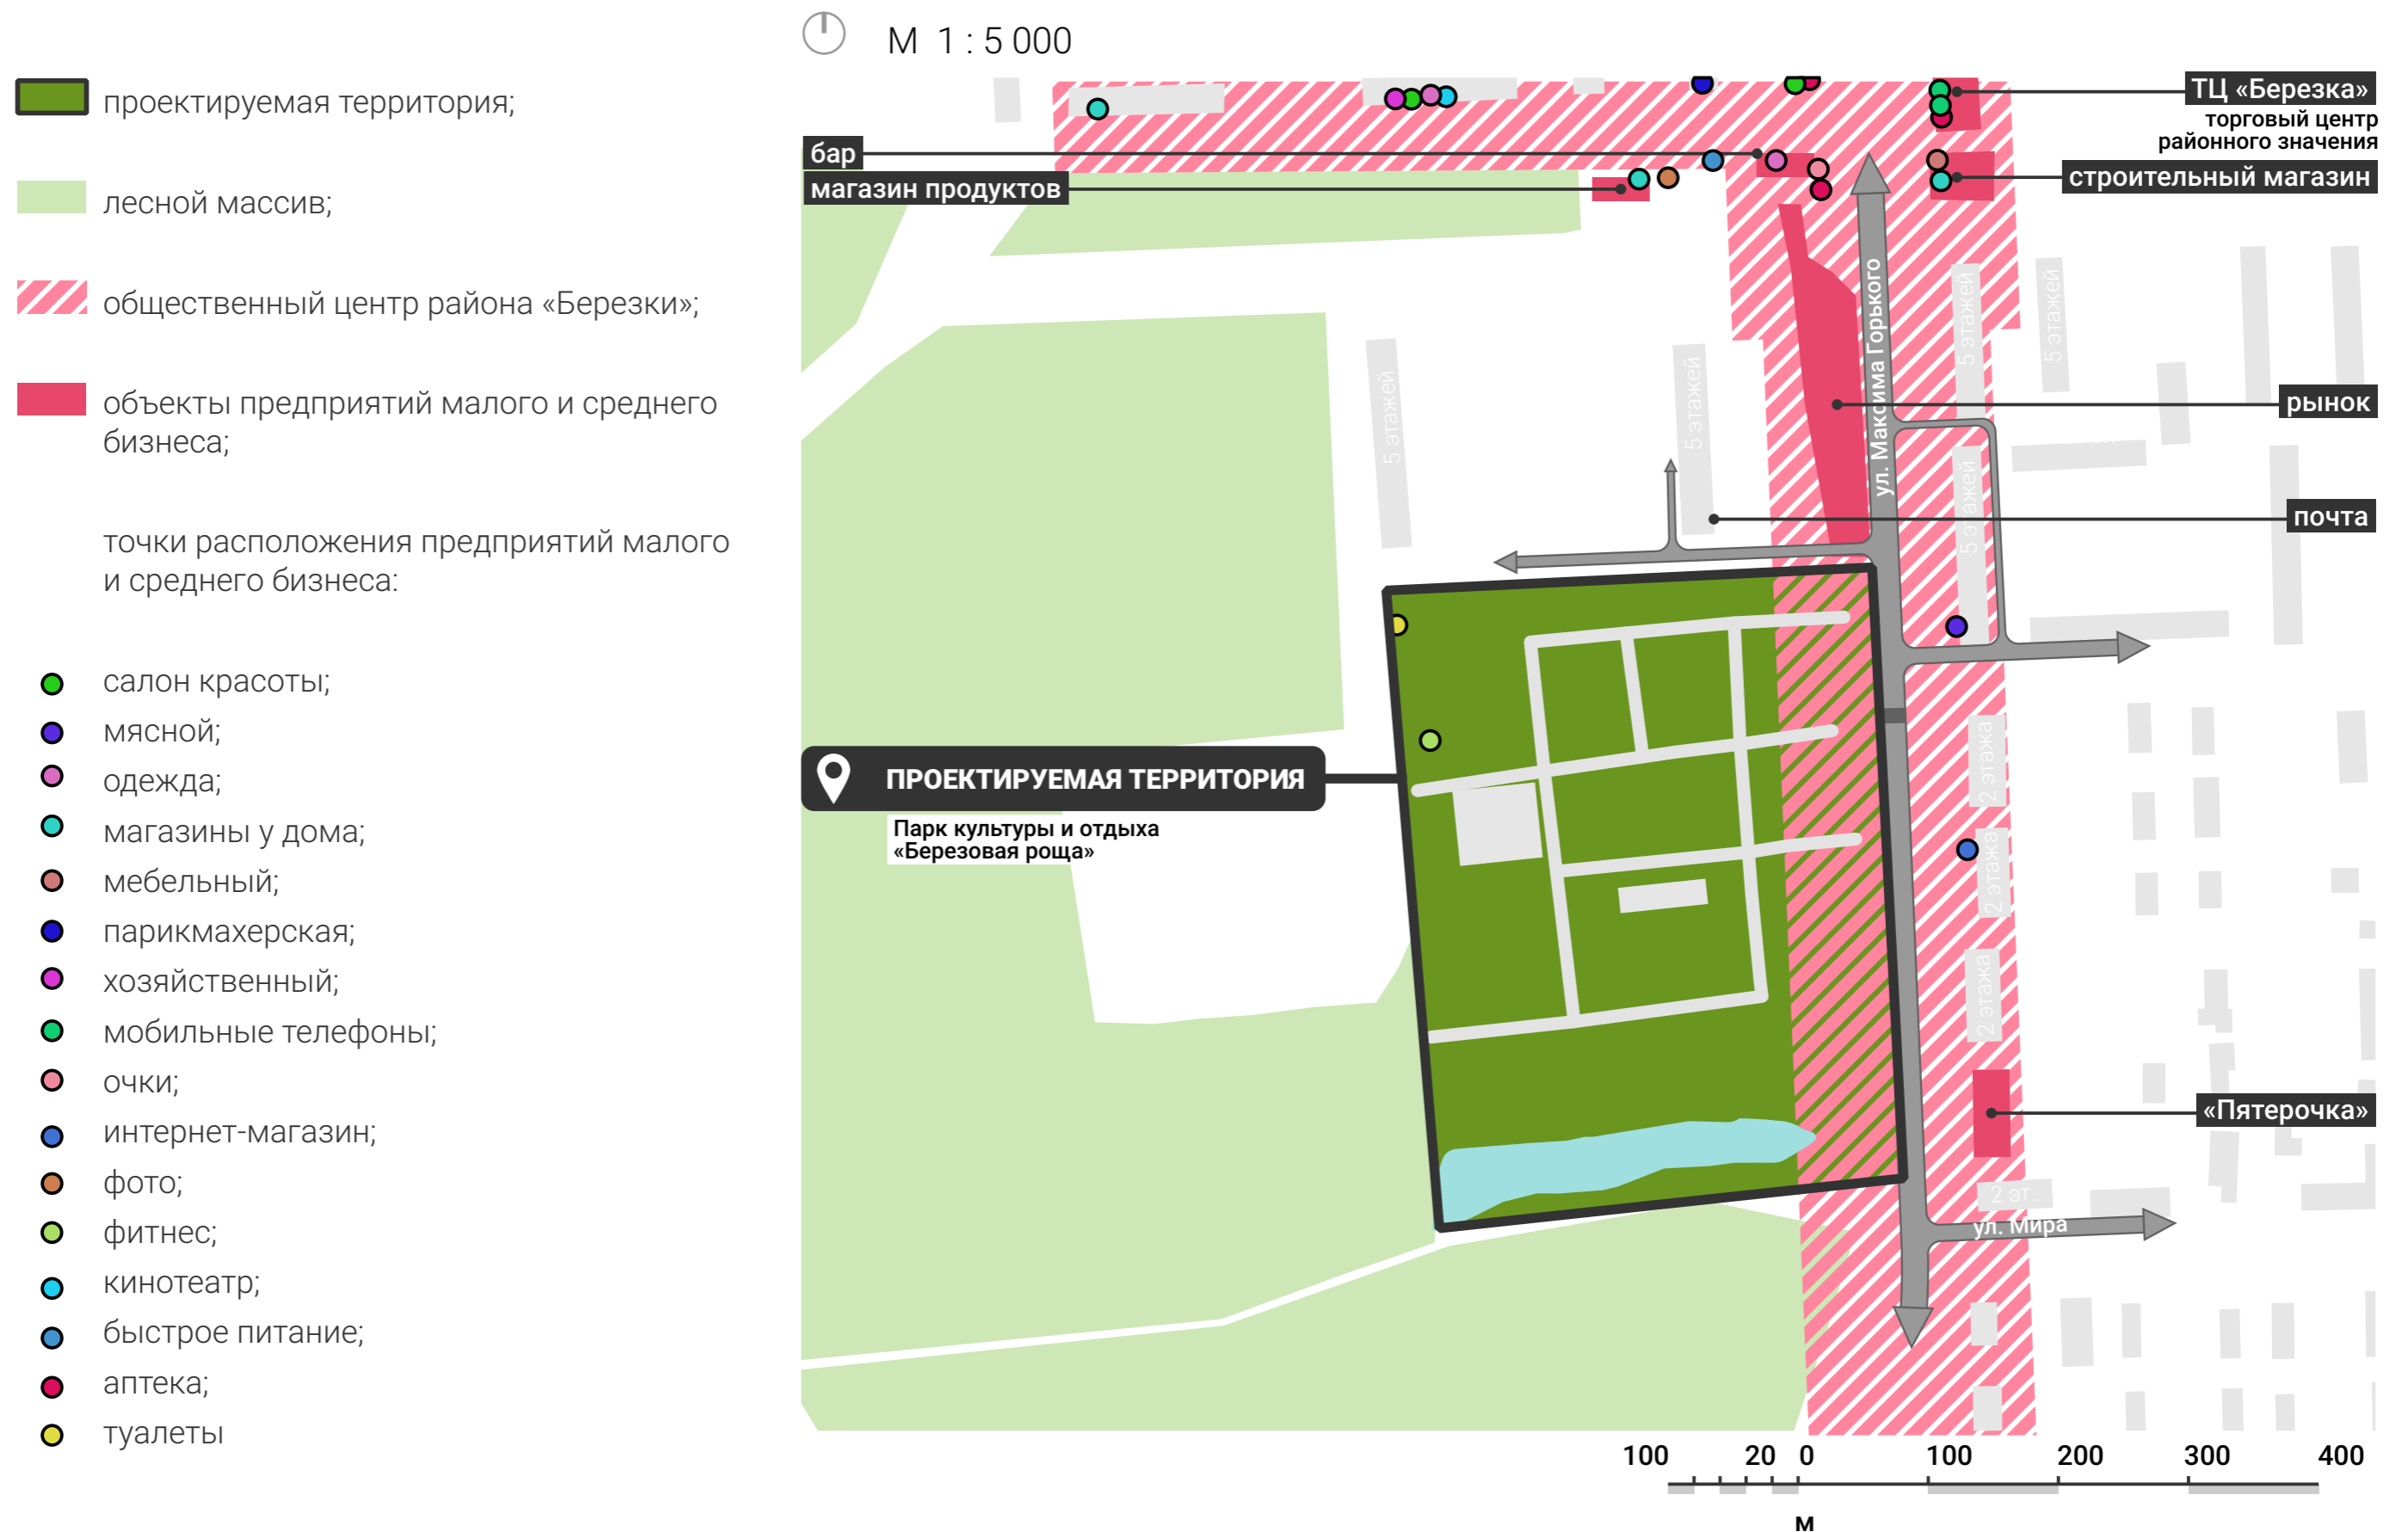 М 1 : 5 000
проектируемая территория;
лесной массив;
общественный центр района «Березки»;
объекты предприятий малого и среднего
бизнеса;
точки расположения предприятий малого
и среднего бизнеса:
салон красоты;
мясной;
одежда;
магазины у дома;
мебельный;
парикмахерская;
хозяйственный;
мобильные телефоны;
очки;
интернет-магазин;
фото;
фитнес;
кинотеатр;
быстрое питание;
аптека;
туалеты
ТЦ «Березка»
торговый центр
районного значения
бар
магазин продуктов
строительный магазин
ул. Максима Горького
5 этажей
5 этажей
5 этажей
5 этажей
рынок
5 этажей
почта
ПРОЕКТИРУЕМАЯ ТЕРРИТОРИЯ
Парк культуры и отдыха
«Березовая роща»
2 этажа
2 этажа
2 этажа
«Пятерочка»
2 эт.
ул. Мира
100 20 0 100 200 300 400
м